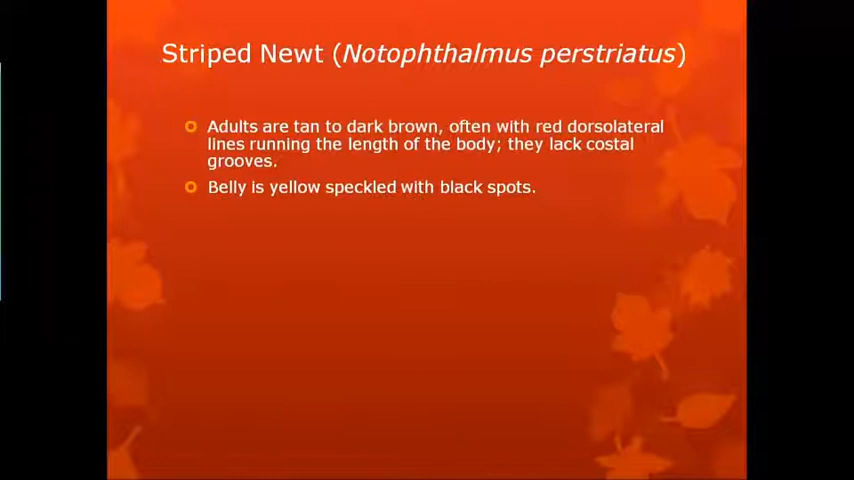 Striped Newt (Notophthalmus perstriatus)
Adults are tan to dark brown, often with red dorsolateral
lines running the length of the body; they lack costal
grooves.
Belly is yellow speckled with black spots.